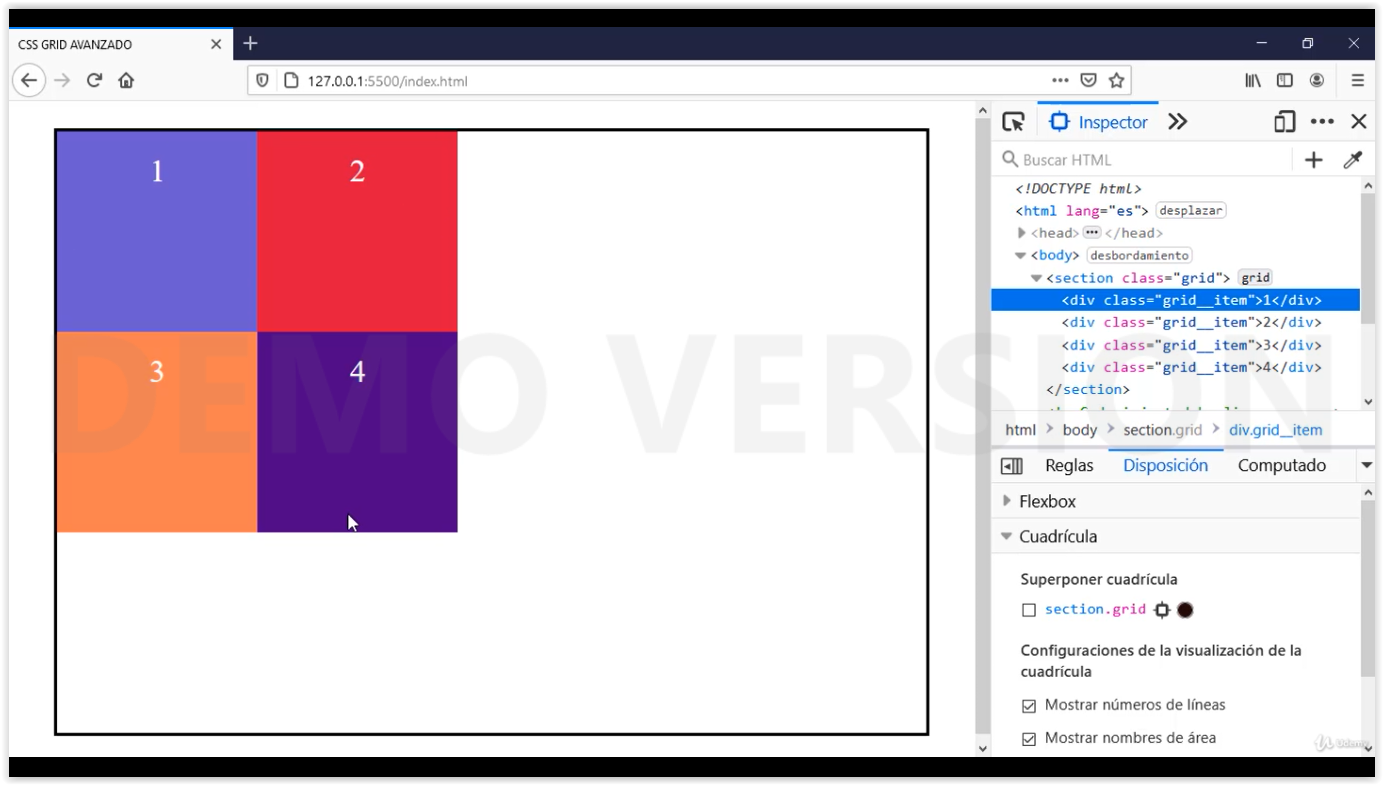 CSS GRID AVANZADO
127.0.0.1:5500/index.html
1
2
3
4
DEMO VERSION
Inspector
Buscar HTML
<!DOCTYPE html>
<html lang="es"> desplazar
<head> ••• </head>
<body> desbordamiento
<section class="grid"> grid
<div class="grid__item">1</div>
<div class="grid__item">2</div>
<div class="grid__item">3</div>
<div class="grid__item">4</div>
</section>
html > body > section.grid > div.grid__item
Reglas Disposición Computado
Flexbox
Cuadrícula
Superponer cuadrícula
section.grid
Configuraciones de la visualización de la
cuadrícula
Mostrar números de líneas
Mostrar nombres de área
Udemy